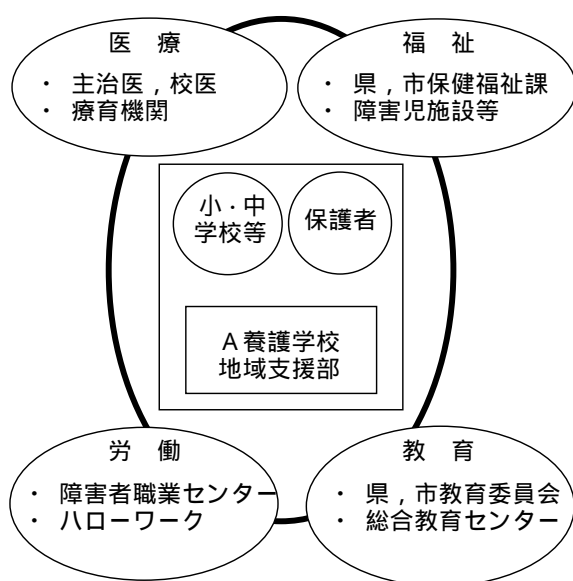 医　療
・　主治医，校医
・　療育機関
福　祉
・　県，市保健福祉課
・　障害児施設等
小・中
学校等
保護者
Ａ養護学校
地域支援部
労　働
・　障害者職業センター
・　ハローワーク
教　育
・　県，市教育委員会
・　総合教育センター